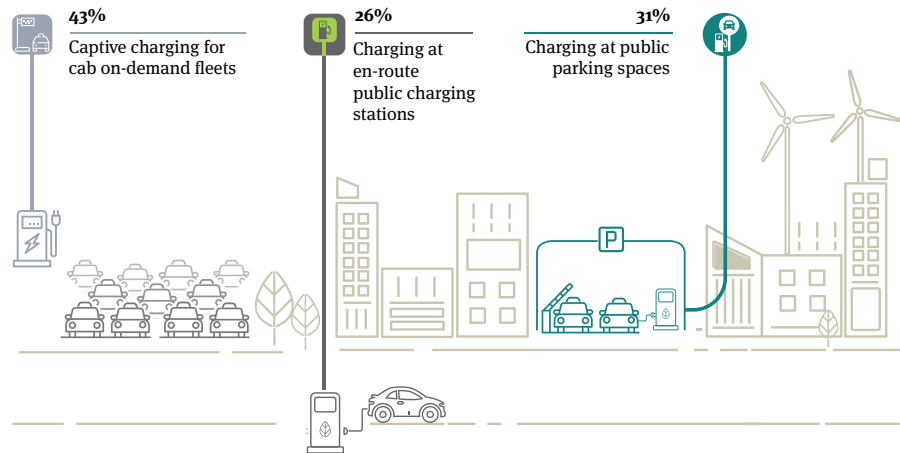 43%
Captive charging for
cab on-demand fleets
26%
Charging at
en-route
public charging
stations
31%
Charging at public
parking spaces
P